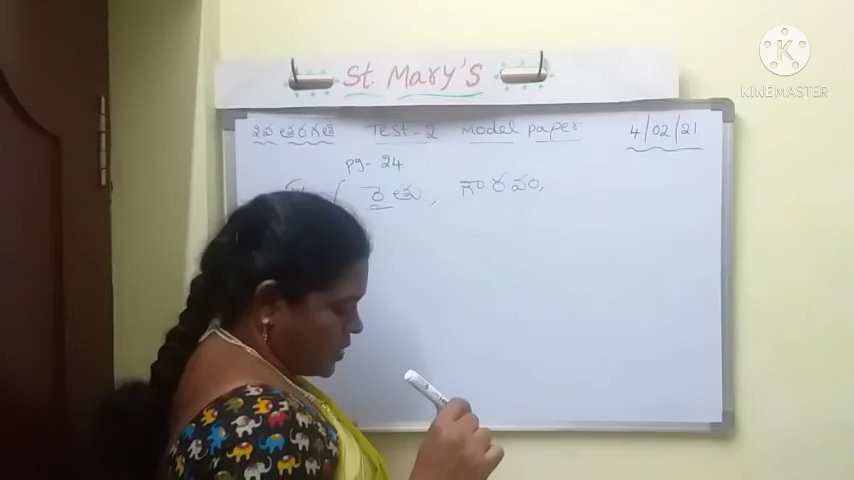 St. Mary's
KINEMASTER
2వ తరగతి Test-2 Model paper 4/02/21
pg- 24
రైతు, గౌరవం,